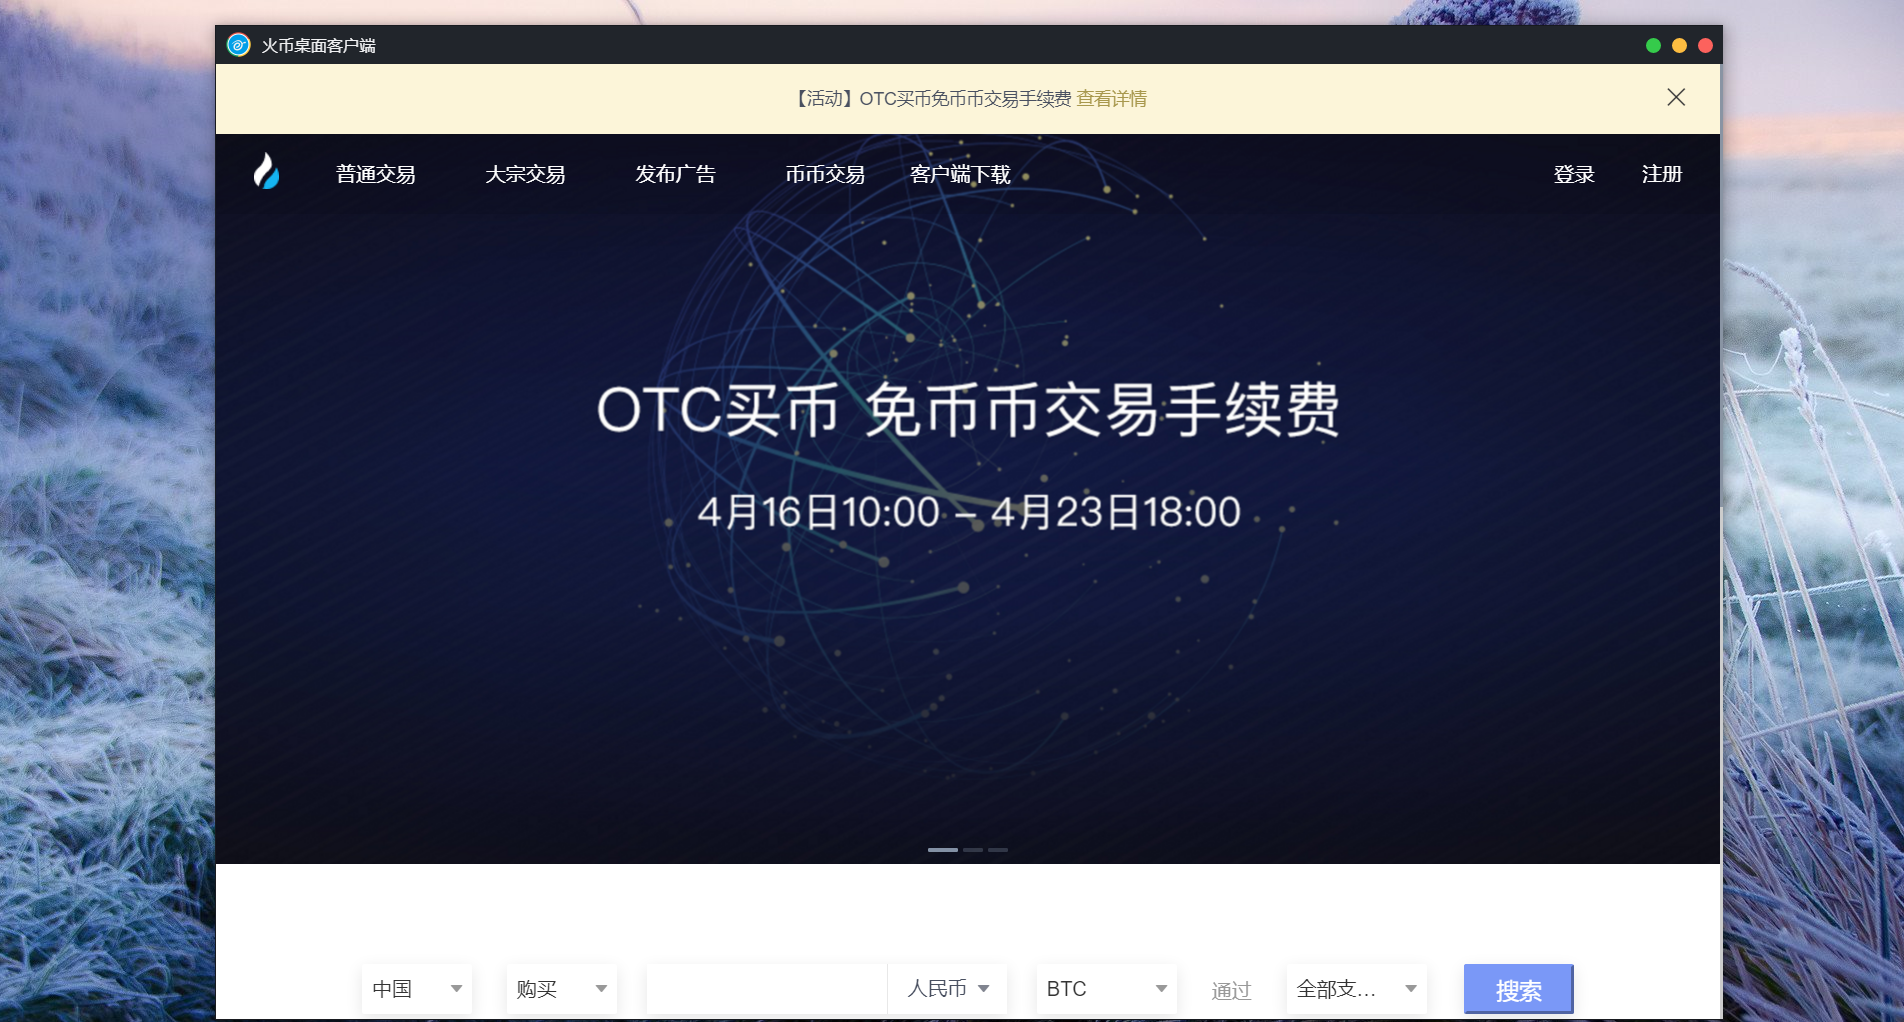 火币桌面客户端
【活动】OTC买币免币币交易手续费 查看详情
普通交易 大宗交易 发布广告 币币交易 客户端下载 登录 注册
OTC买币 免币币交易手续费
4月16日10:00 – 4月23日18:00
中国 购买 人民币 BTC 通过 全部支... 搜索